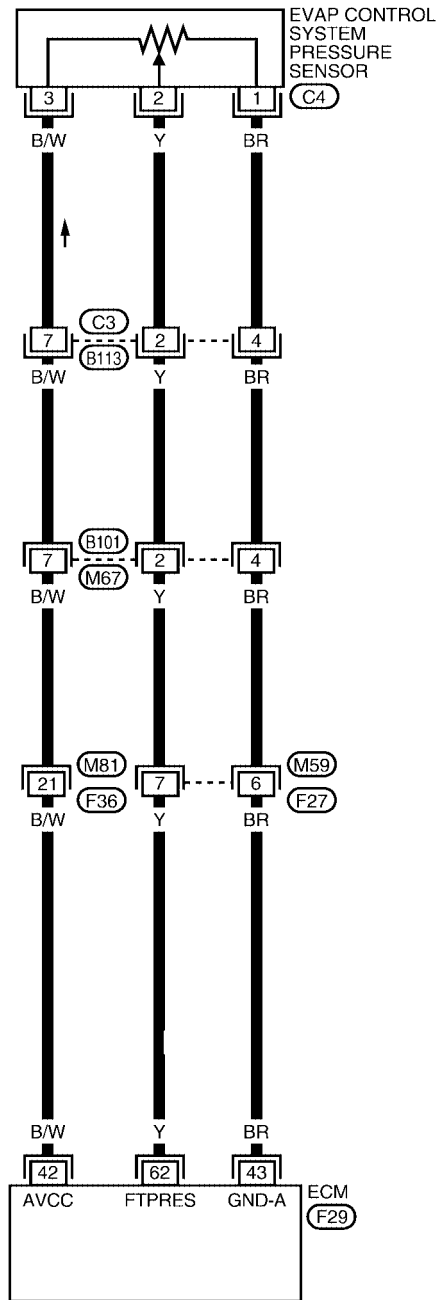 EVAP CONTROL
SYSTEM
PRESSURE
SENSOR
3 2 1 C4
B/W Y BR
C3
7 2 4
B113
B/W Y BR
B101
7 2 4
M67
B/W Y BR
M81 M59
21 7 6
F36 F27
B/W Y BR
B/W Y BR
42 62 43
AVCC FTPRES GND-A
ECM
F29